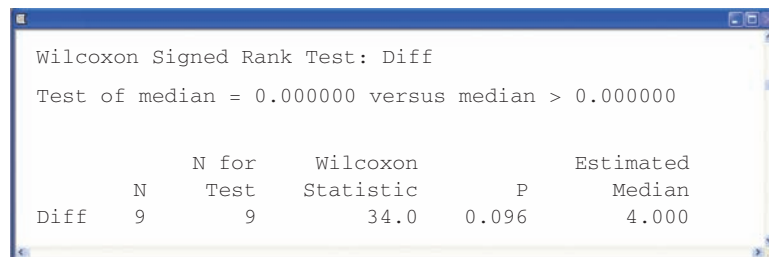 Wilcoxon Signed Rank Test: Diff
Test of median = 0.000000 versus median > 0.000000
N for Wilcoxon Estimated
N Test Statistic P Median
Diff 9 9 34.0 0.096 4.000